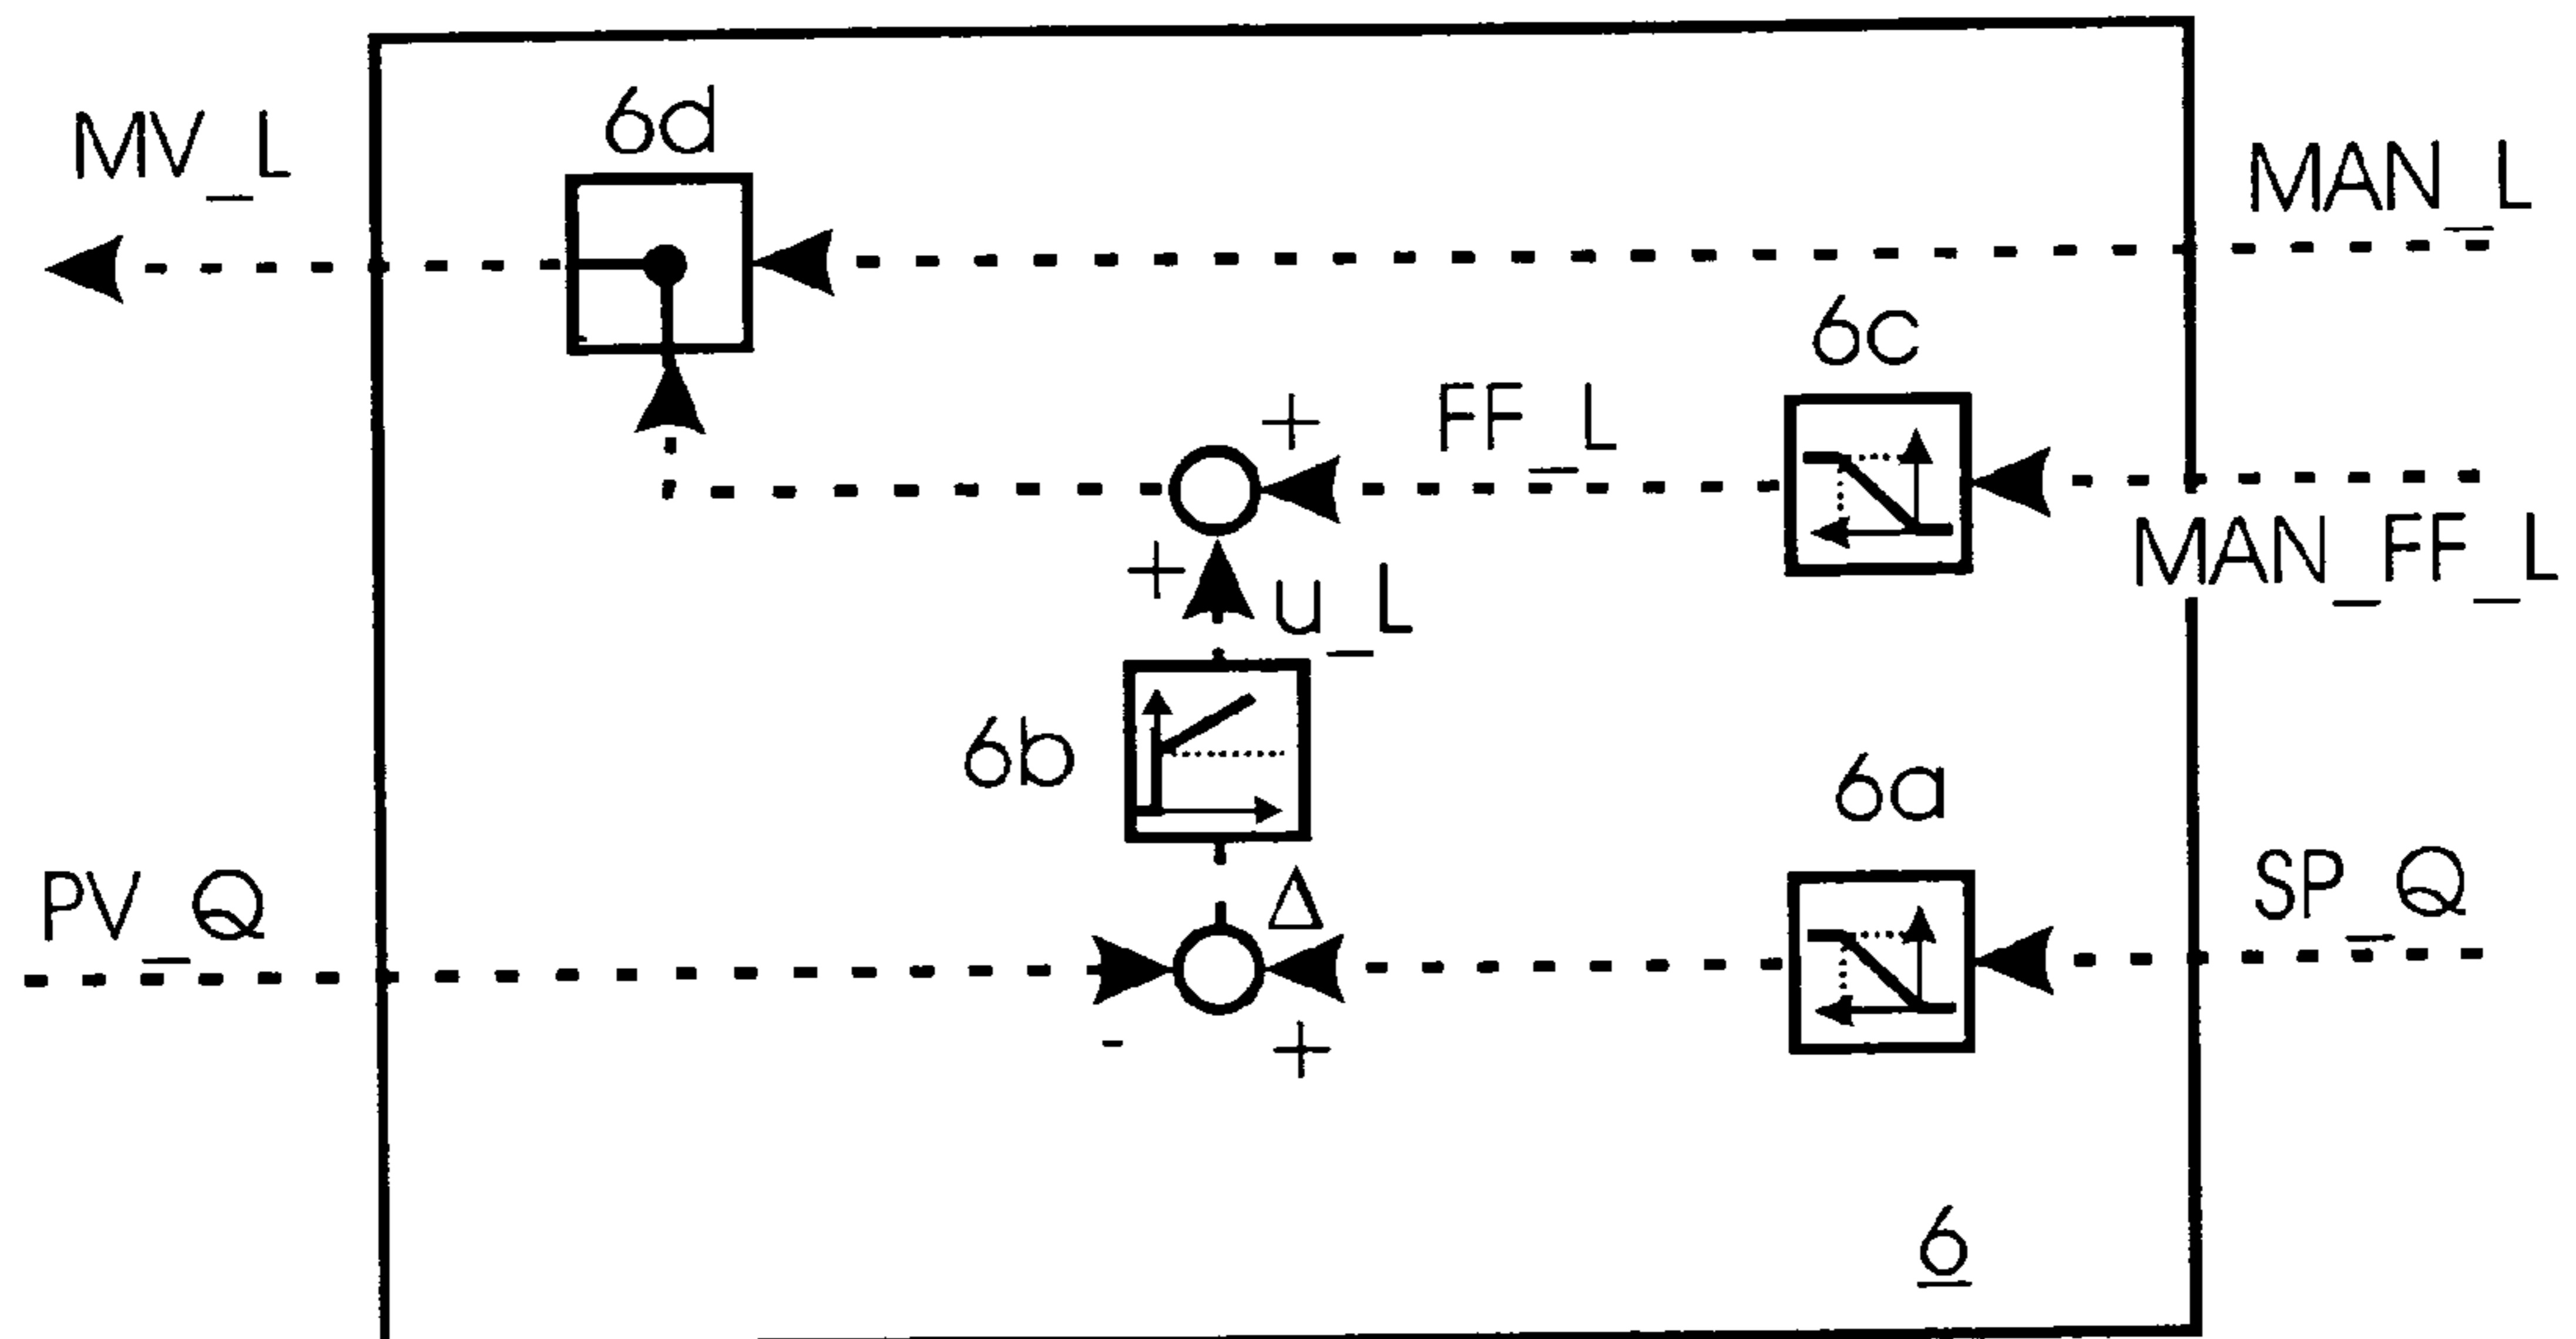 6d
MV_L
MAN_L
6c
+
FF_L
MAN_FF_L
+
u_L
6b
6a
PV_Q
Δ
SP_Q
-
+
6